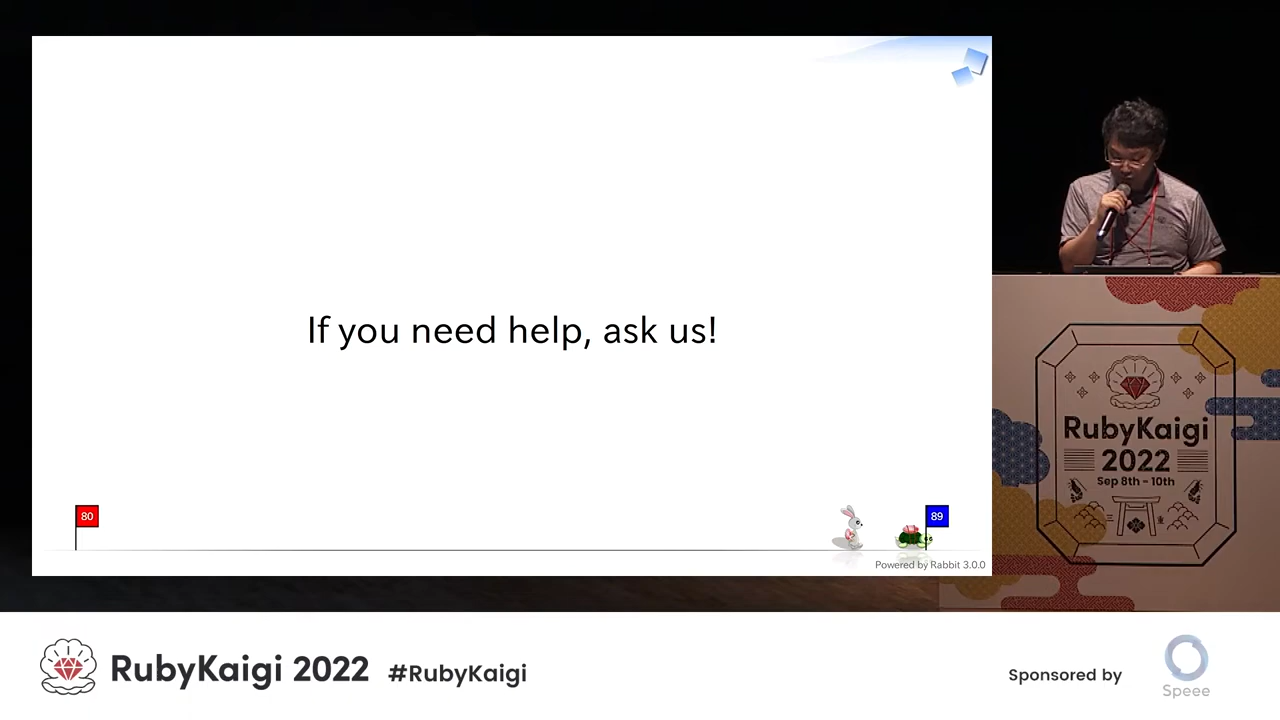 If you need help, ask us!
80
89
Powered by Rabbit 3.0.0
RubyKaigi
2022
Sep 8th - 10th
RubyKaigi 2022 #RubyKaigi
Sponsored by
Speee